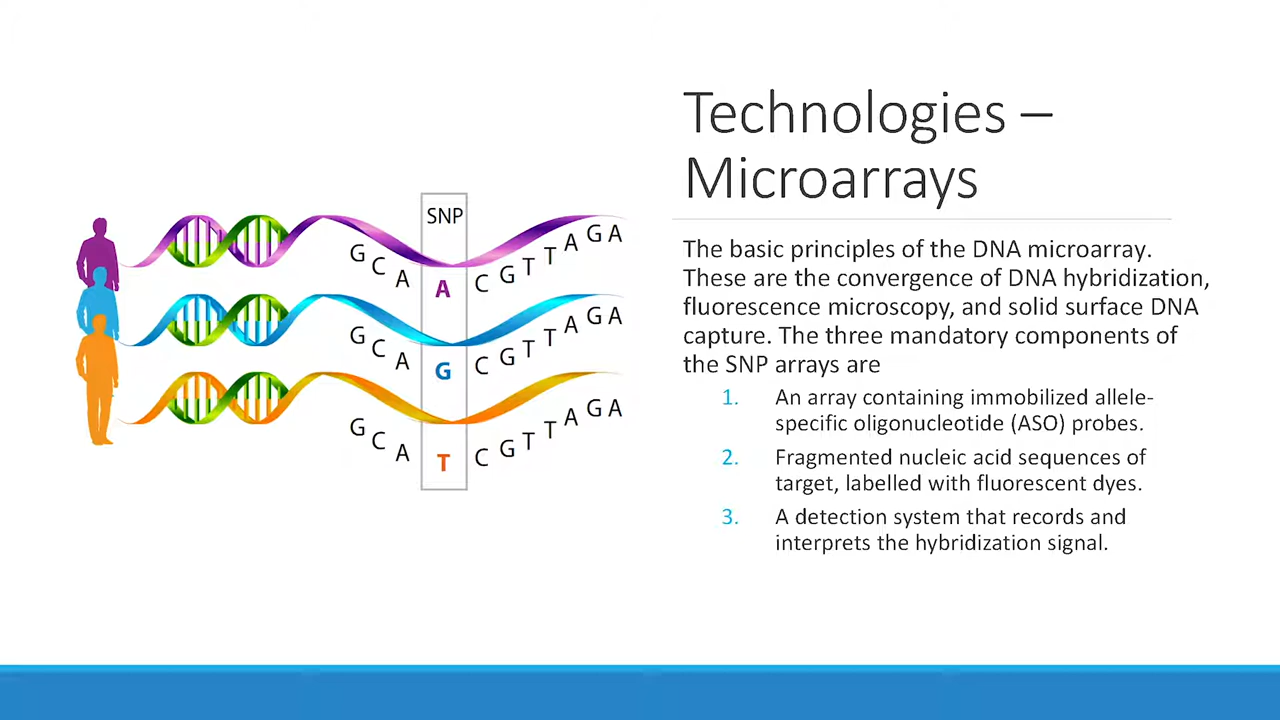 Technologies –
Microarrays
SNP
G C A A C G T T A G A
G C A G C G T T A G A
G C A T C G T T A G A
The basic principles of the DNA microarray.
These are the convergence of DNA hybridization,
fluorescence microscopy, and solid surface DNA
capture. The three mandatory components of
the SNP arrays are
1. An array containing immobilized allele-
specific oligonucleotide (ASO) probes.
2. Fragmented nucleic acid sequences of
target, labelled with fluorescent dyes.
3. A detection system that records and
interprets the hybridization signal.